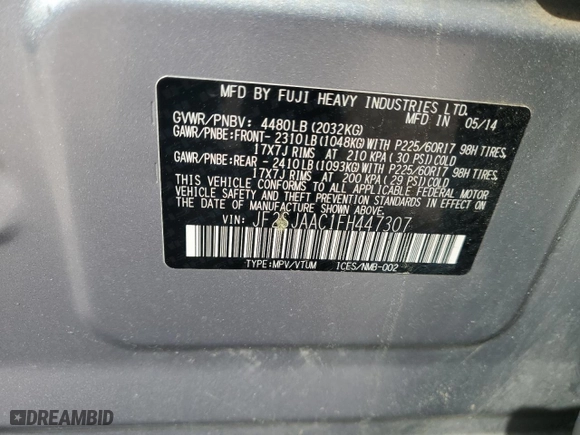 MFD BY FUJI HEAVY INDUSTRIES LTD.
MFD IN 05/14
GVWR/PNBV: 4480LB (2032KG)
GAWR/PNBE:FRONT- 2310LB (1048KG) WITH P225/60R17 98H TIRES,
17X7J RIMS AT 210 KPA (30 PSI) COLD
GAWR/PNBE:REAR - 2410LB (1093KG) WITH P225/60R17 98H TIRES,
17X7J RIMS AT 200 KPA (29 PSI) COLD
THIS VEHICLE CONFORMS TO ALL APPLICABLE FEDERAL MOTOR
VEHICLE SAFETY AND THEFT PREVENTION STANDARDS IN EFFECT
ON THE DATE OF MANUFACTURE SHOWN ABOVE.
VIN: JF2SJAAC1FH447307
TYPE:MPV/VTUM ICES/NMB-002
DREAMBID